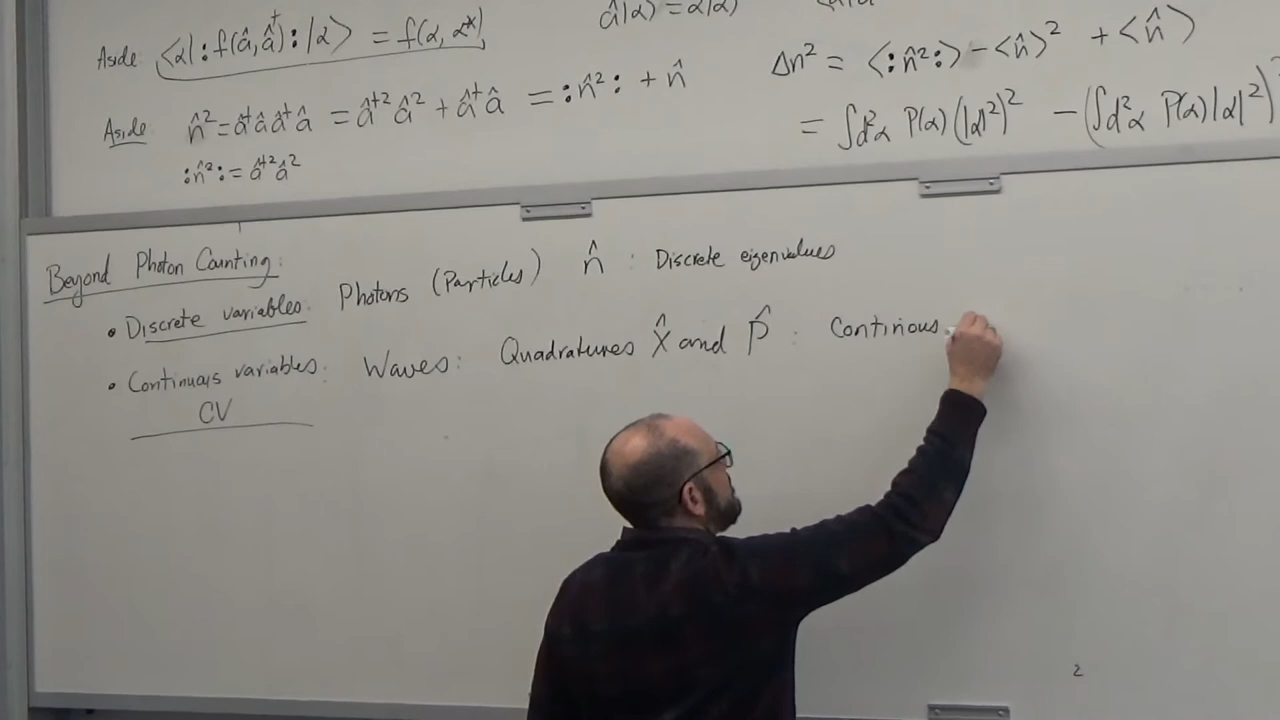 Aside ⟨α|:f(â,â†):|α⟩ = f(α,α*)
â|α⟩ = α|α⟩
Aside n̂² = â†ââ†â = â†²â² + â†â = :n̂²: + n̂
:n̂²: = â†²â²
Δn² = ⟨:n̂²:⟩ - ⟨n̂⟩² + ⟨n̂⟩
= ∫d²α P(α)(|α|²)² - (∫d²α P(α)|α|²)²
Beyond Photon Counting:
• Discrete variables: Photons (Particles) n̂ : Discrete eigenvalues
• Continuous variables: Waves: Quadratures X̂ and P̂ : Continous
CV
2